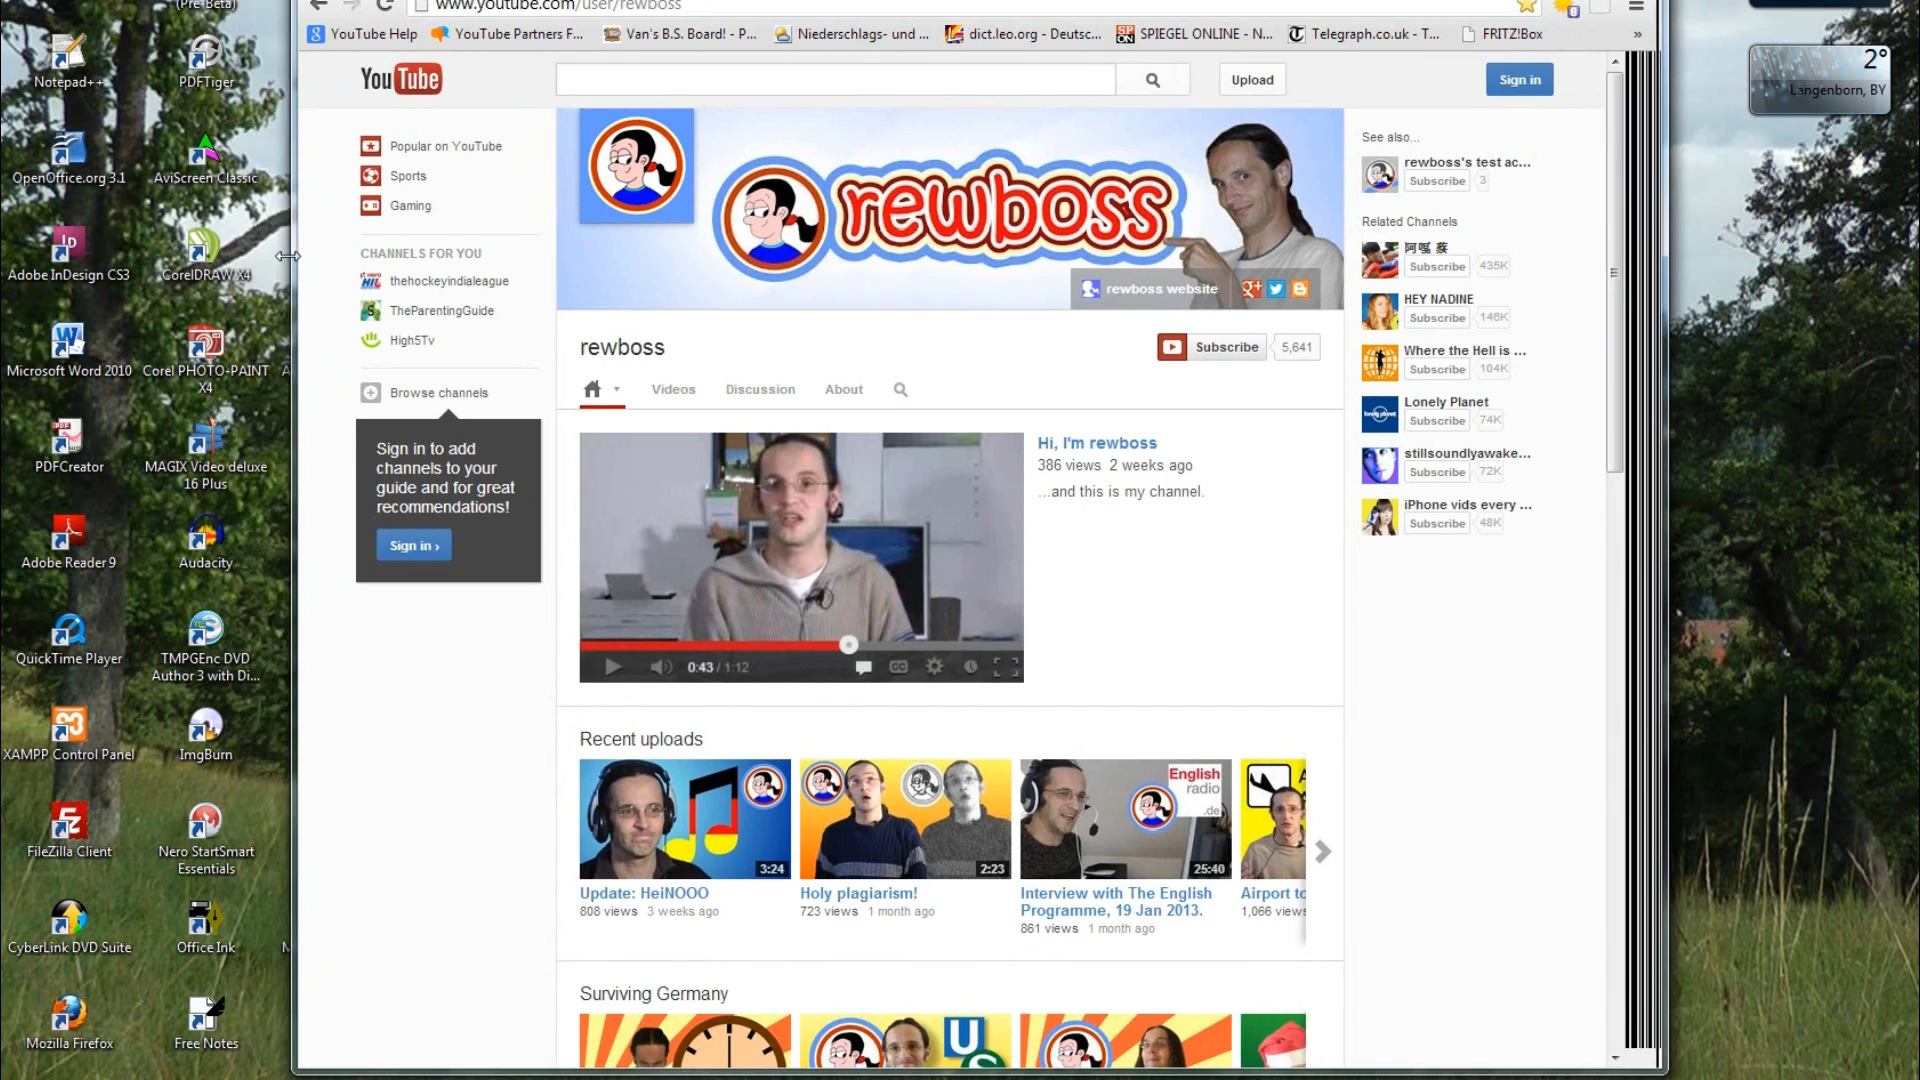 (Pre-Beta)
Notepad++
PDFTiger
OpenOffice.org 3.1
AviScreen Classic
Adobe InDesign CS3
CorelDRAW X4
Microsoft Word 2010
Corel PHOTO-PAINT
X4
PDFCreator
MAGIX Video deluxe
16 Plus
Adobe Reader 9
Audacity
QuickTime Player
TMPGEnc DVD
Author 3 with Di...
XAMPP Control Panel
ImgBurn
FileZilla Client
Nero StartSmart
Essentials
CyberLink DVD Suite
Office Ink
Mozilla Firefox
Free Notes
www.youtube.com/user/rewboss
YouTube Help
YouTube Partners F...
Van's B.S. Board! - P...
Niederschlags- und ...
dict.leo.org - Deutsc...
SPIEGEL ONLINE - N...
Telegraph.co.uk - T...
FRITZ!Box
»
YouTube
Upload
Sign in
Popular on YouTube
Sports
Gaming
CHANNELS FOR YOU
thehockeyindialeague
TheParentingGuide
High5Tv
Browse channels
Sign in to add
channels to your
guide and for great
recommendations!
Sign in ›
rewboss
rewboss website
rewboss
Subscribe
5,641
Videos
Discussion
About
0:43 / 1:12
CC
Hi, I'm rewboss
386 views 2 weeks ago
...and this is my channel.
Recent uploads
3:24
Update: HeiNOOO
808 views 3 weeks ago
2:23
Holy plagiarism!
723 views 1 month ago
English
radio
.de
25:40
Interview with The English
Programme, 19 Jan 2013.
861 views 1 month ago
Airport to
1,066 views
Surviving Germany
U
S
See also...
rewboss's test ac...
Subscribe
3
Related Channels
阿嘎 蔡
Subscribe
435K
HEY NADINE
Subscribe
146K
Where the Hell is ...
Subscribe
104K
Lonely Planet
Subscribe
74K
stillsoundlyawake...
Subscribe
72K
iPhone vids every ...
Subscribe
48K
2°
Langenborn, BY